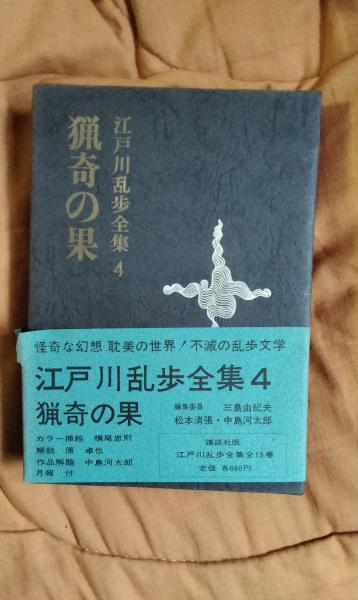 江戸川乱歩全集 4
猟奇の果
怪奇な幻想 耽美の世界！不滅の乱歩文学
江戸川乱歩全集4
猟奇の果
カラー挿絵 横尾忠則
解説 原 卓也
作品解題 中島河太郎
月報 付
編集委員 三島由紀夫
松本清張・中島河太郎
講談社版
江戸川乱歩全集全15巻
定価 各690円